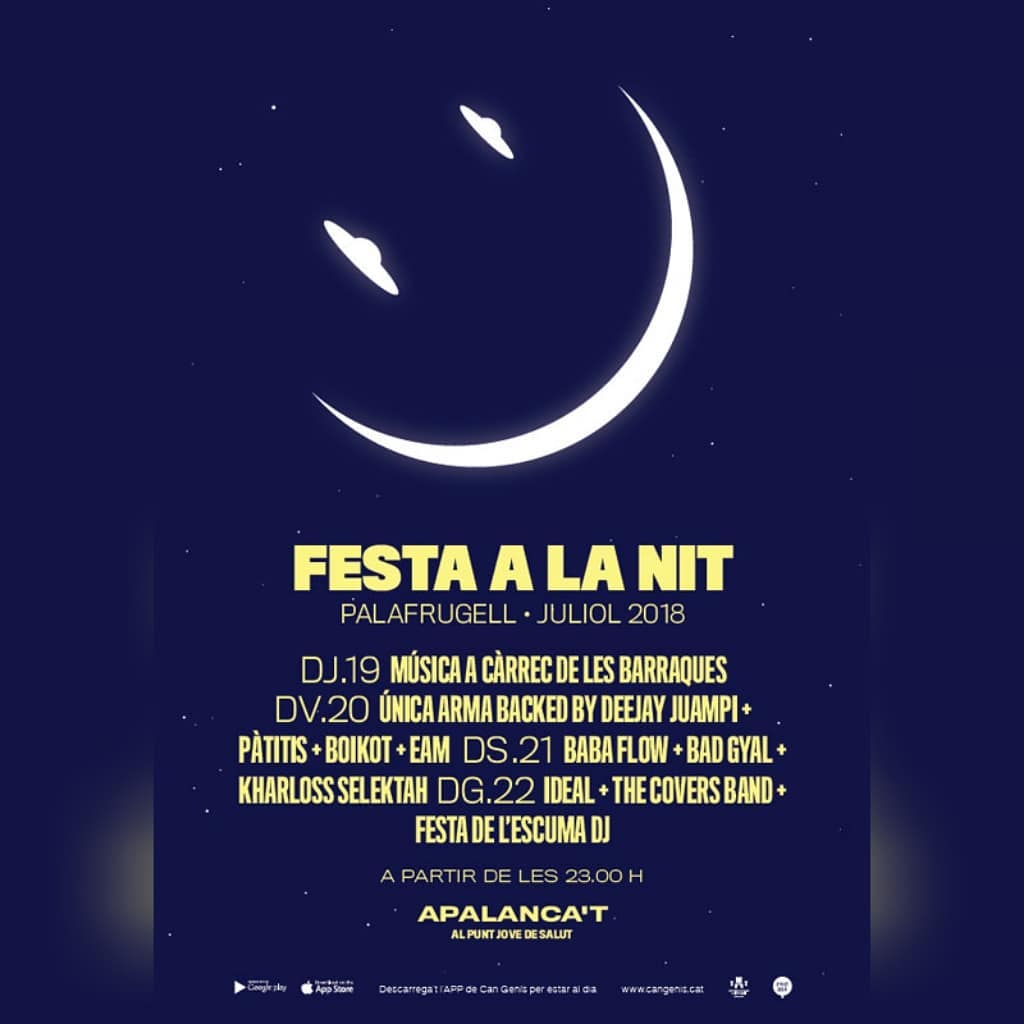 FESTA A LA NIT
PALAFRUGELL • JULIOL 2018
DJ.19 MÚSICA A CÀRREC DE LES BARRAQUES
DV.20 ÚNICA ARMA BACKED BY DEEJAY JUAMPI +
PÀTITIS + BOIKOT + EAM DS.21 BABA FLOW + BAD GYAL +
KHARLOSS SELEKTAH DG.22 IDEAL + THE COVERS BAND +
FESTA DE L'ESCUMA DJ
A PARTIR DE LES 23.00 H
APALANCA'T
AL PUNT JOVE DE SALUT
Google play
App Store
Descarrega't l'APP de Can Genís per estar al dia
www.cangenis.cat